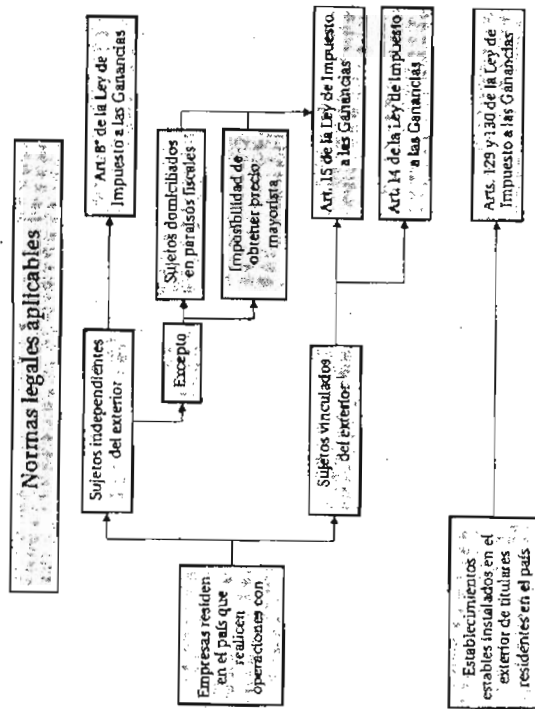 Normas legales aplicables
Empresas residen
en el país que
realicen
operaciones con
Sujetos independientes
del exterior
Art. 8° de la Ley de
Impuesto a las Ganancias
Excepto
Sujetos domiciliados
en paraísos fiscales
Imposibilidad de
obtener precio
mayorista
Sujetos vinculados
del exterior
Art. 15 de la Ley de Impuesto
a las Ganancias
Art. 14 de la Ley de Impuesto
a las Ganancias
Establecimientos
estables instalados en el
exterior de titulares
residentes en el país
Arts. 129 y 130 de la Ley de
Impuesto a las Ganancias